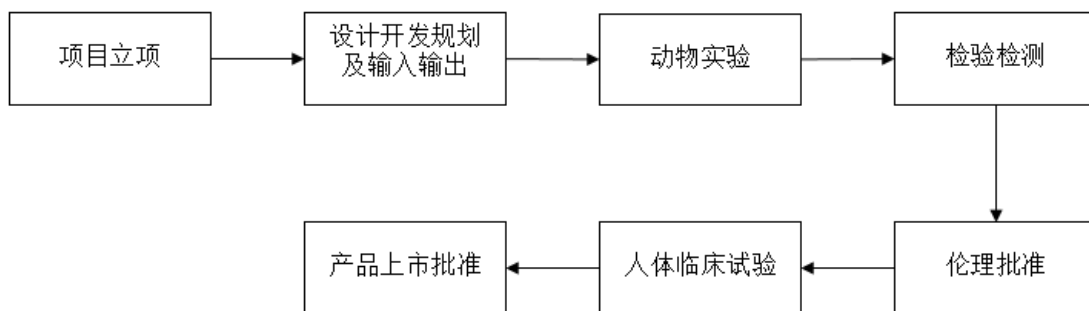 项目立项
设计开发规划
及输入输出
动物实验
检验检测
伦理批准
人体临床试验
产品上市批准